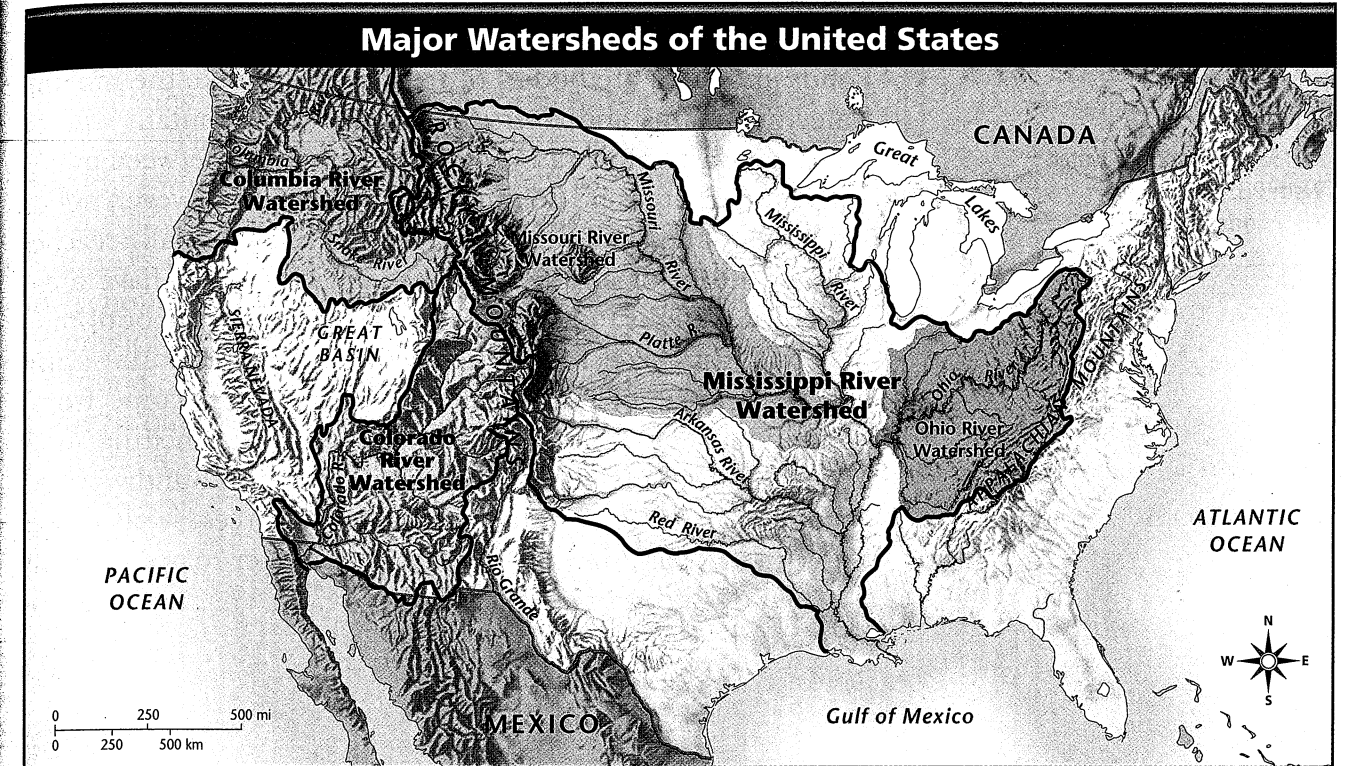 Major Watersheds of the United States
CANADA
Great
Lakes
Columbia
Columbia River
Watershed
Snake
River
ROCKY
MOUNTAINS
Missouri
River
Missouri River
Watershed
Mississippi
River
SIERRA NEVADA
GREAT
BASIN
Platte R.
Mississippi River
Watershed
Ohio River
Ohio River
Watershed
APPALACHIAN
MOUNTAINS
Colorado
River
Watershed
Colorado R.
Arkansas River
Red River
Rio Grande
PACIFIC
OCEAN
ATLANTIC
OCEAN
MEXICO
Gulf of Mexico
N
W E
S
0 250 500 mi
0 250 500 km